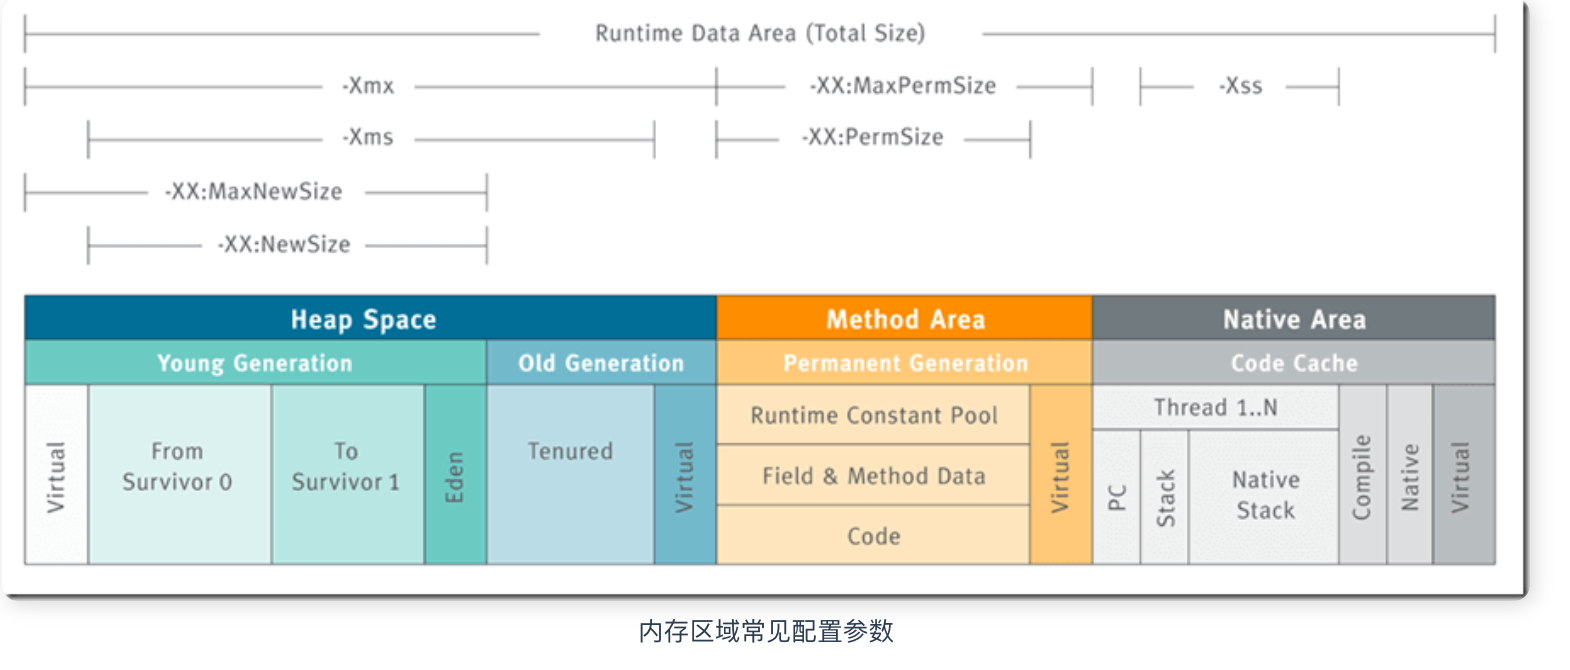 Runtime Data Area (Total Size)
-Xmx
-XX:MaxPermSize
-Xss
-Xms
-XX:PermSize
-XX:MaxNewSize
-XX:NewSize
Heap Space
Method Area
Native Area
Young Generation
Old Generation
Permanent Generation
Code Cache
Virtual
From
Survivor 0
To
Survivor 1
Eden
Tenured
Virtual
Runtime Constant Pool
Field & Method Data
Code
Virtual
Thread 1..N
PC
Stack
Native
Stack
Compile
Native
Virtual
内存区域常见配置参数